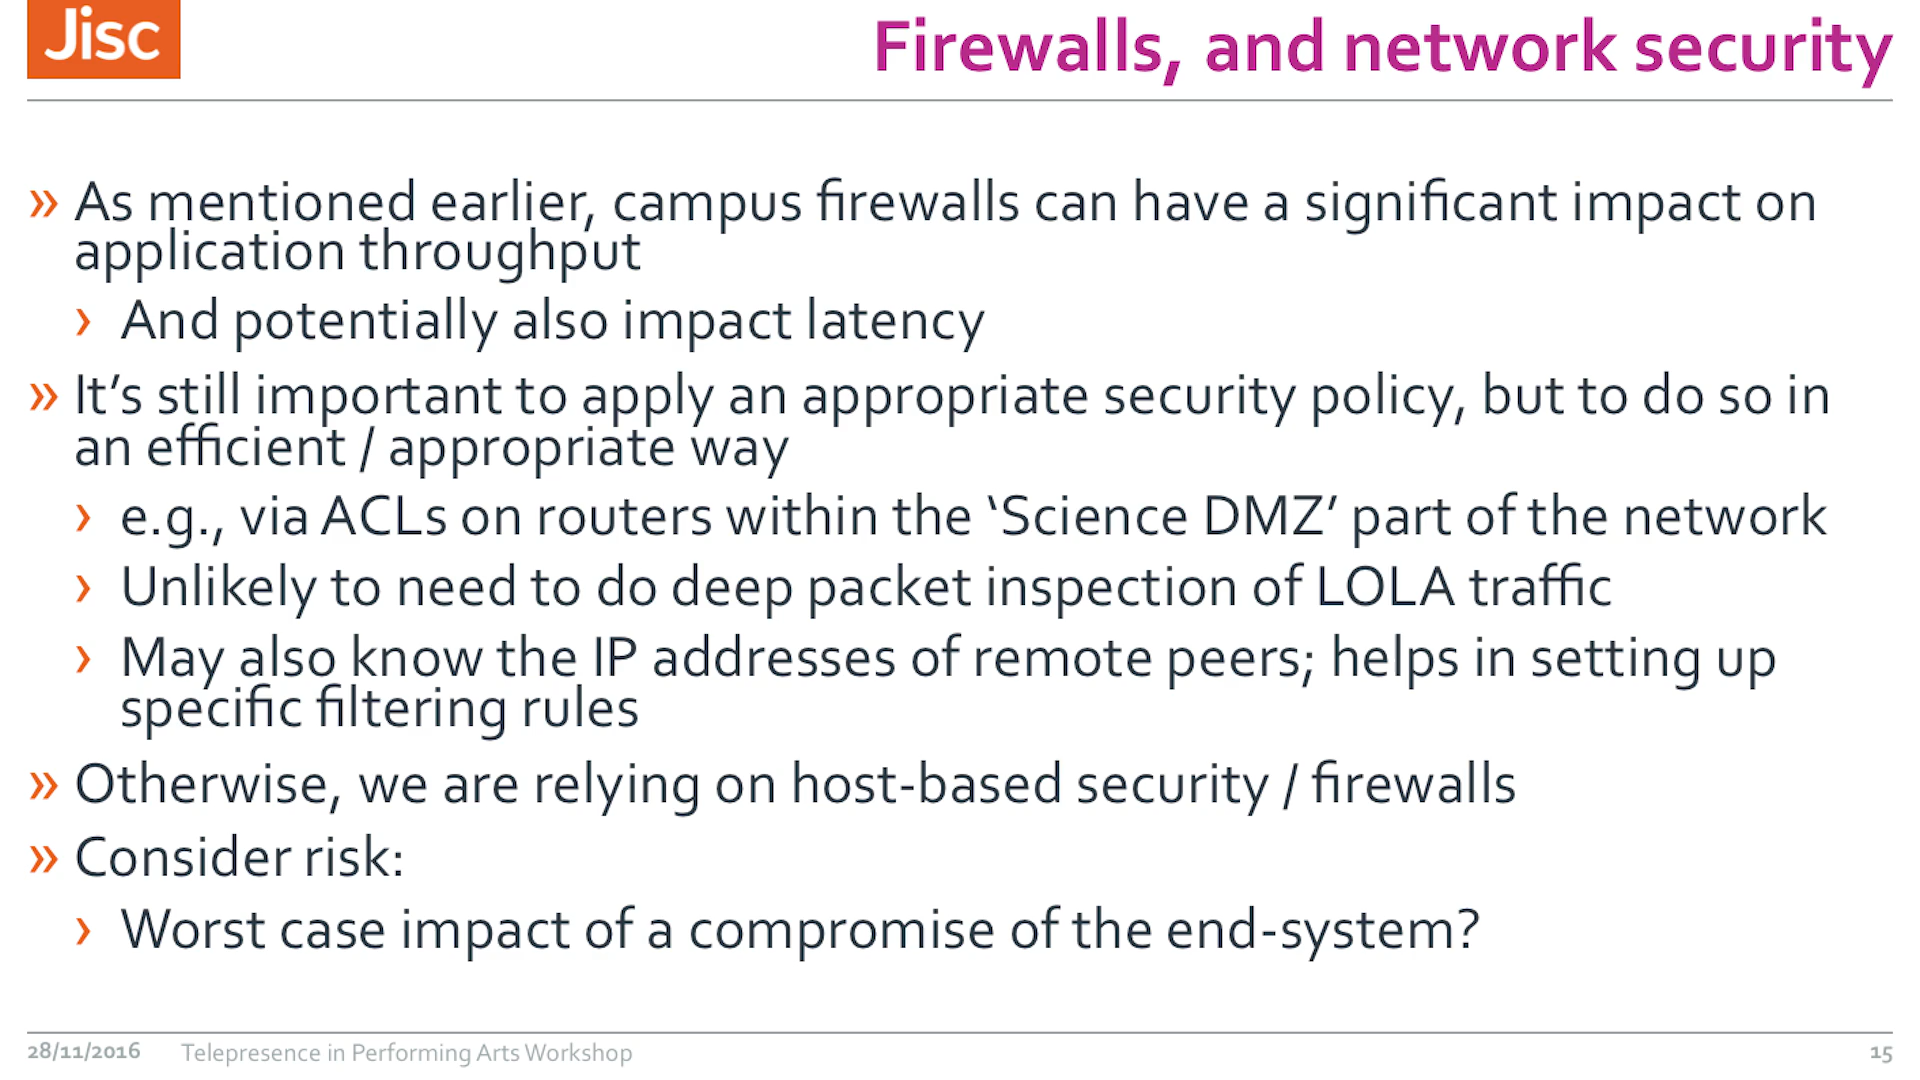 Jisc
Firewalls, and network security
» As mentioned earlier, campus firewalls can have a significant impact on
application throughput
› And potentially also impact latency
» It’s still important to apply an appropriate security policy, but to do so in
an efficient / appropriate way
› e.g., via ACLs on routers within the ‘Science DMZ’ part of the network
› Unlikely to need to do deep packet inspection of LOLA traffic
› May also know the IP addresses of remote peers; helps in setting up
specific filtering rules
» Otherwise, we are relying on host-based security / firewalls
» Consider risk:
› Worst case impact of a compromise of the end-system?
28/11/2016 Telepresence in Performing Arts Workshop 15